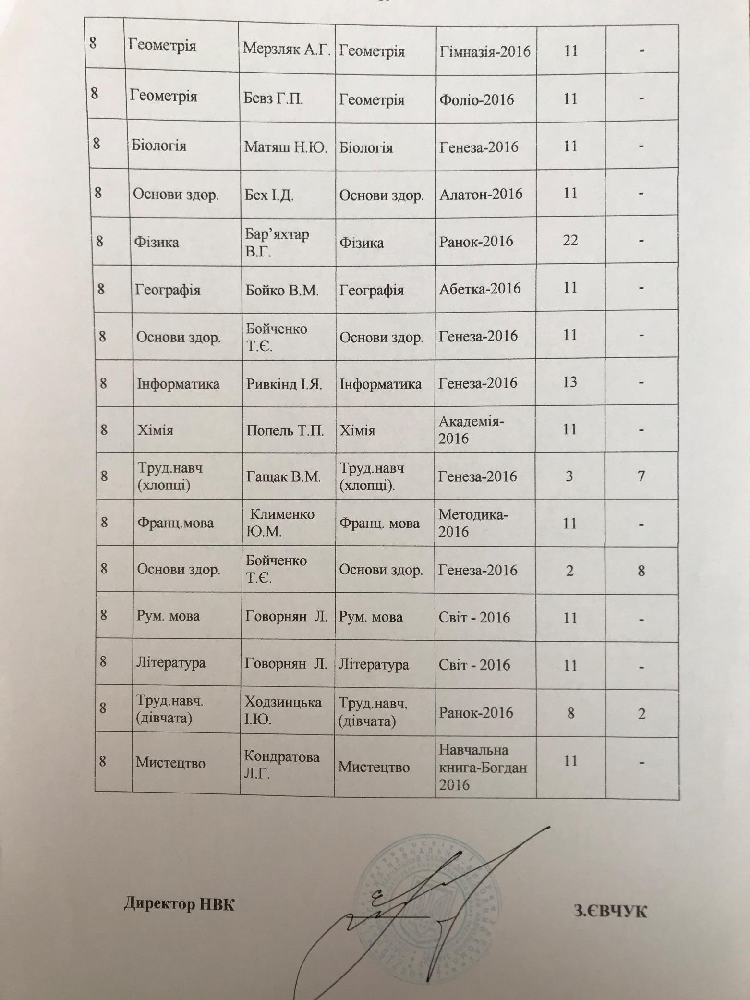 8 Геометрія Мерзляк А.Г. Геометрія Гімназія-2016 11 -
8 Геометрія Бевз Г.П. Геометрія Фоліо-2016 11 -
8 Біологія Матяш Н.Ю. Біологія Генеза-2016 11 -
8 Основи здор. Бех І.Д. Основи здор. Алатон-2016 11 -
8 Фізика Бар’яхтар В.Г. Фізика Ранок-2016 22 -
8 Географія Бойко В.М. Географія Абетка-2016 11 -
8 Основи здор. Бойченко Т.Є. Основи здор. Генеза-2016 11 -
8 Інформатика Ривкінд І.Я. Інформатика Генеза-2016 13 -
8 Хімія Попель Т.П. Хімія Академія-2016 11 -
8 Труд.навч (хлопці) Гащак В.М. Труд.навч (хлопці). Генеза-2016 3 7
8 Франц.мова Клименко Ю.М. Франц. мова Методика-2016 11 -
8 Основи здор. Бойченко Т.Є. Основи здор. Генеза-2016 2 8
8 Рум. мова Говорнян Л. Рум. мова Світ - 2016 11 -
8 Література Говорнян Л. Література Світ - 2016 11 -
8 Труд.навч. (дівчата) Ходзинцька І.Ю. Труд.навч. (дівчата) Ранок-2016 8 2
8 Мистецтво Кондратова Л.Г. Мистецтво Навчальна книга-Богдан 2016 11 -
Директор НВК З.ЄВЧУК